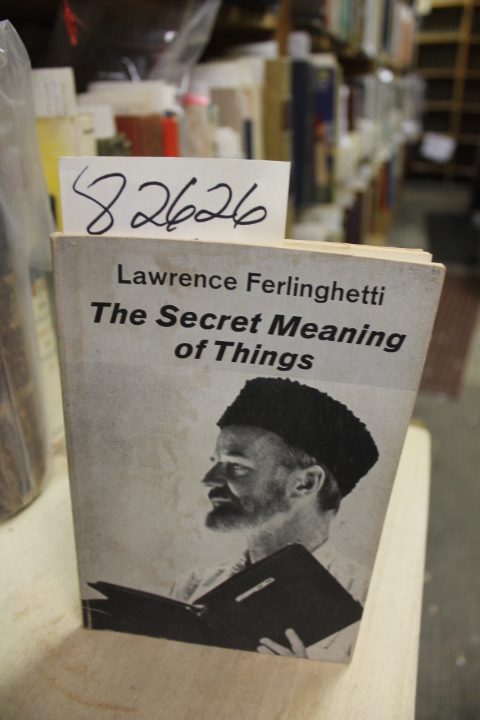 82626
Lawrence Ferlinghetti
The Secret Meaning
of Things